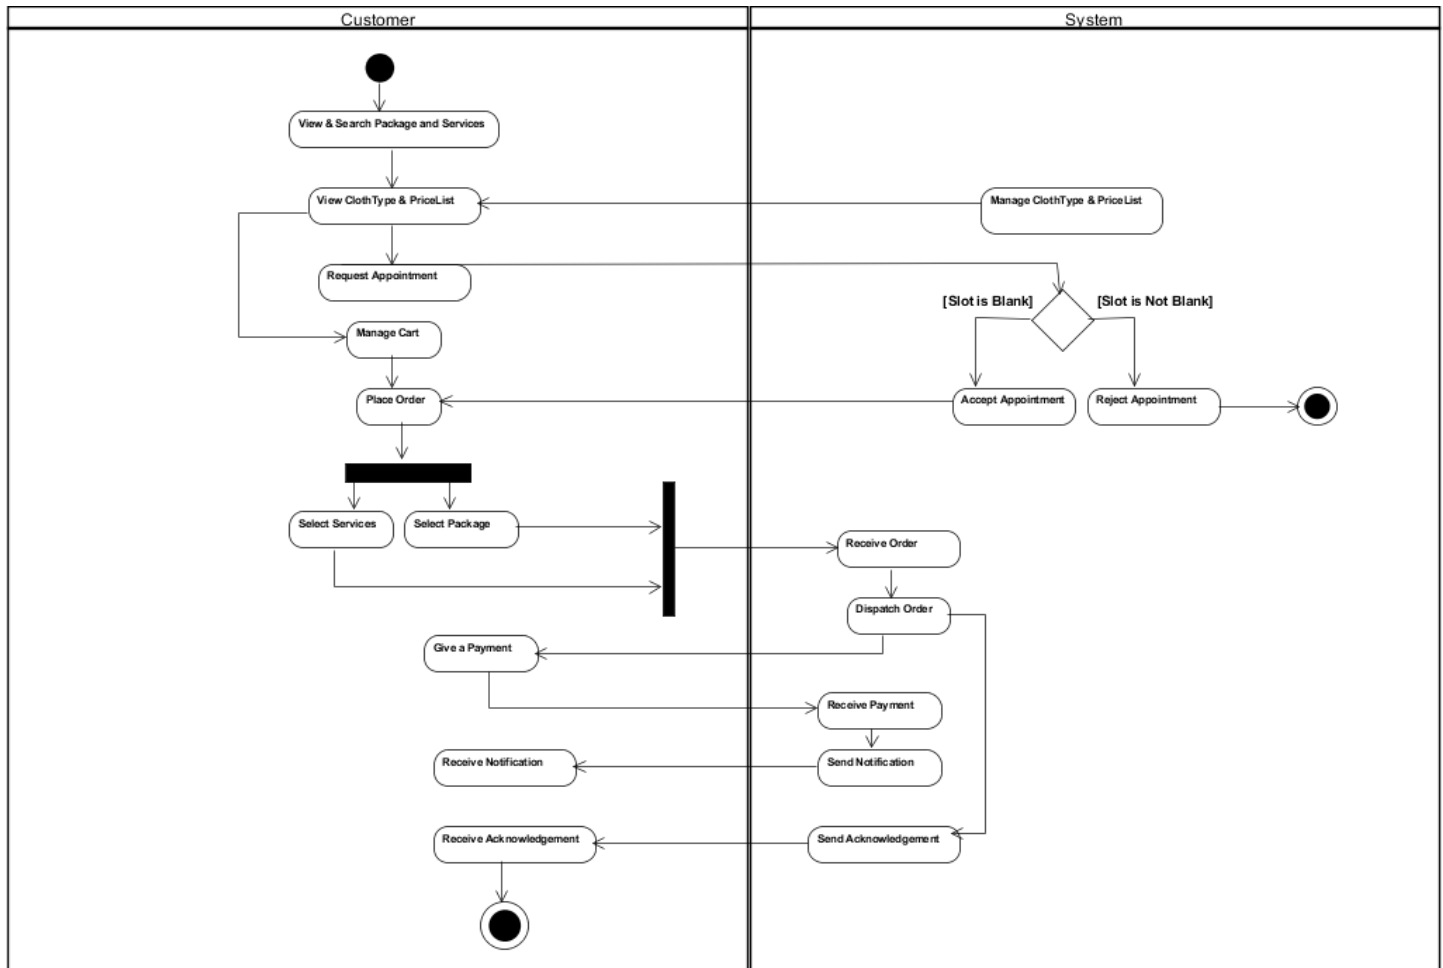 Customer
System
View & Search Package and Services
View ClothType & PriceList
Manage ClothType & PriceList
Request Appointment
[Slot is Blank]
[Slot is Not Blank]
Manage Cart
Place Order
Accept Appointment
Reject Appointment
Select Services
Select Package
Receive Order
Dispatch Order
Give a Payment
Receive Payment
Receive Notification
Send Notification
Receive Acknowledgement
Send Acknowledgement